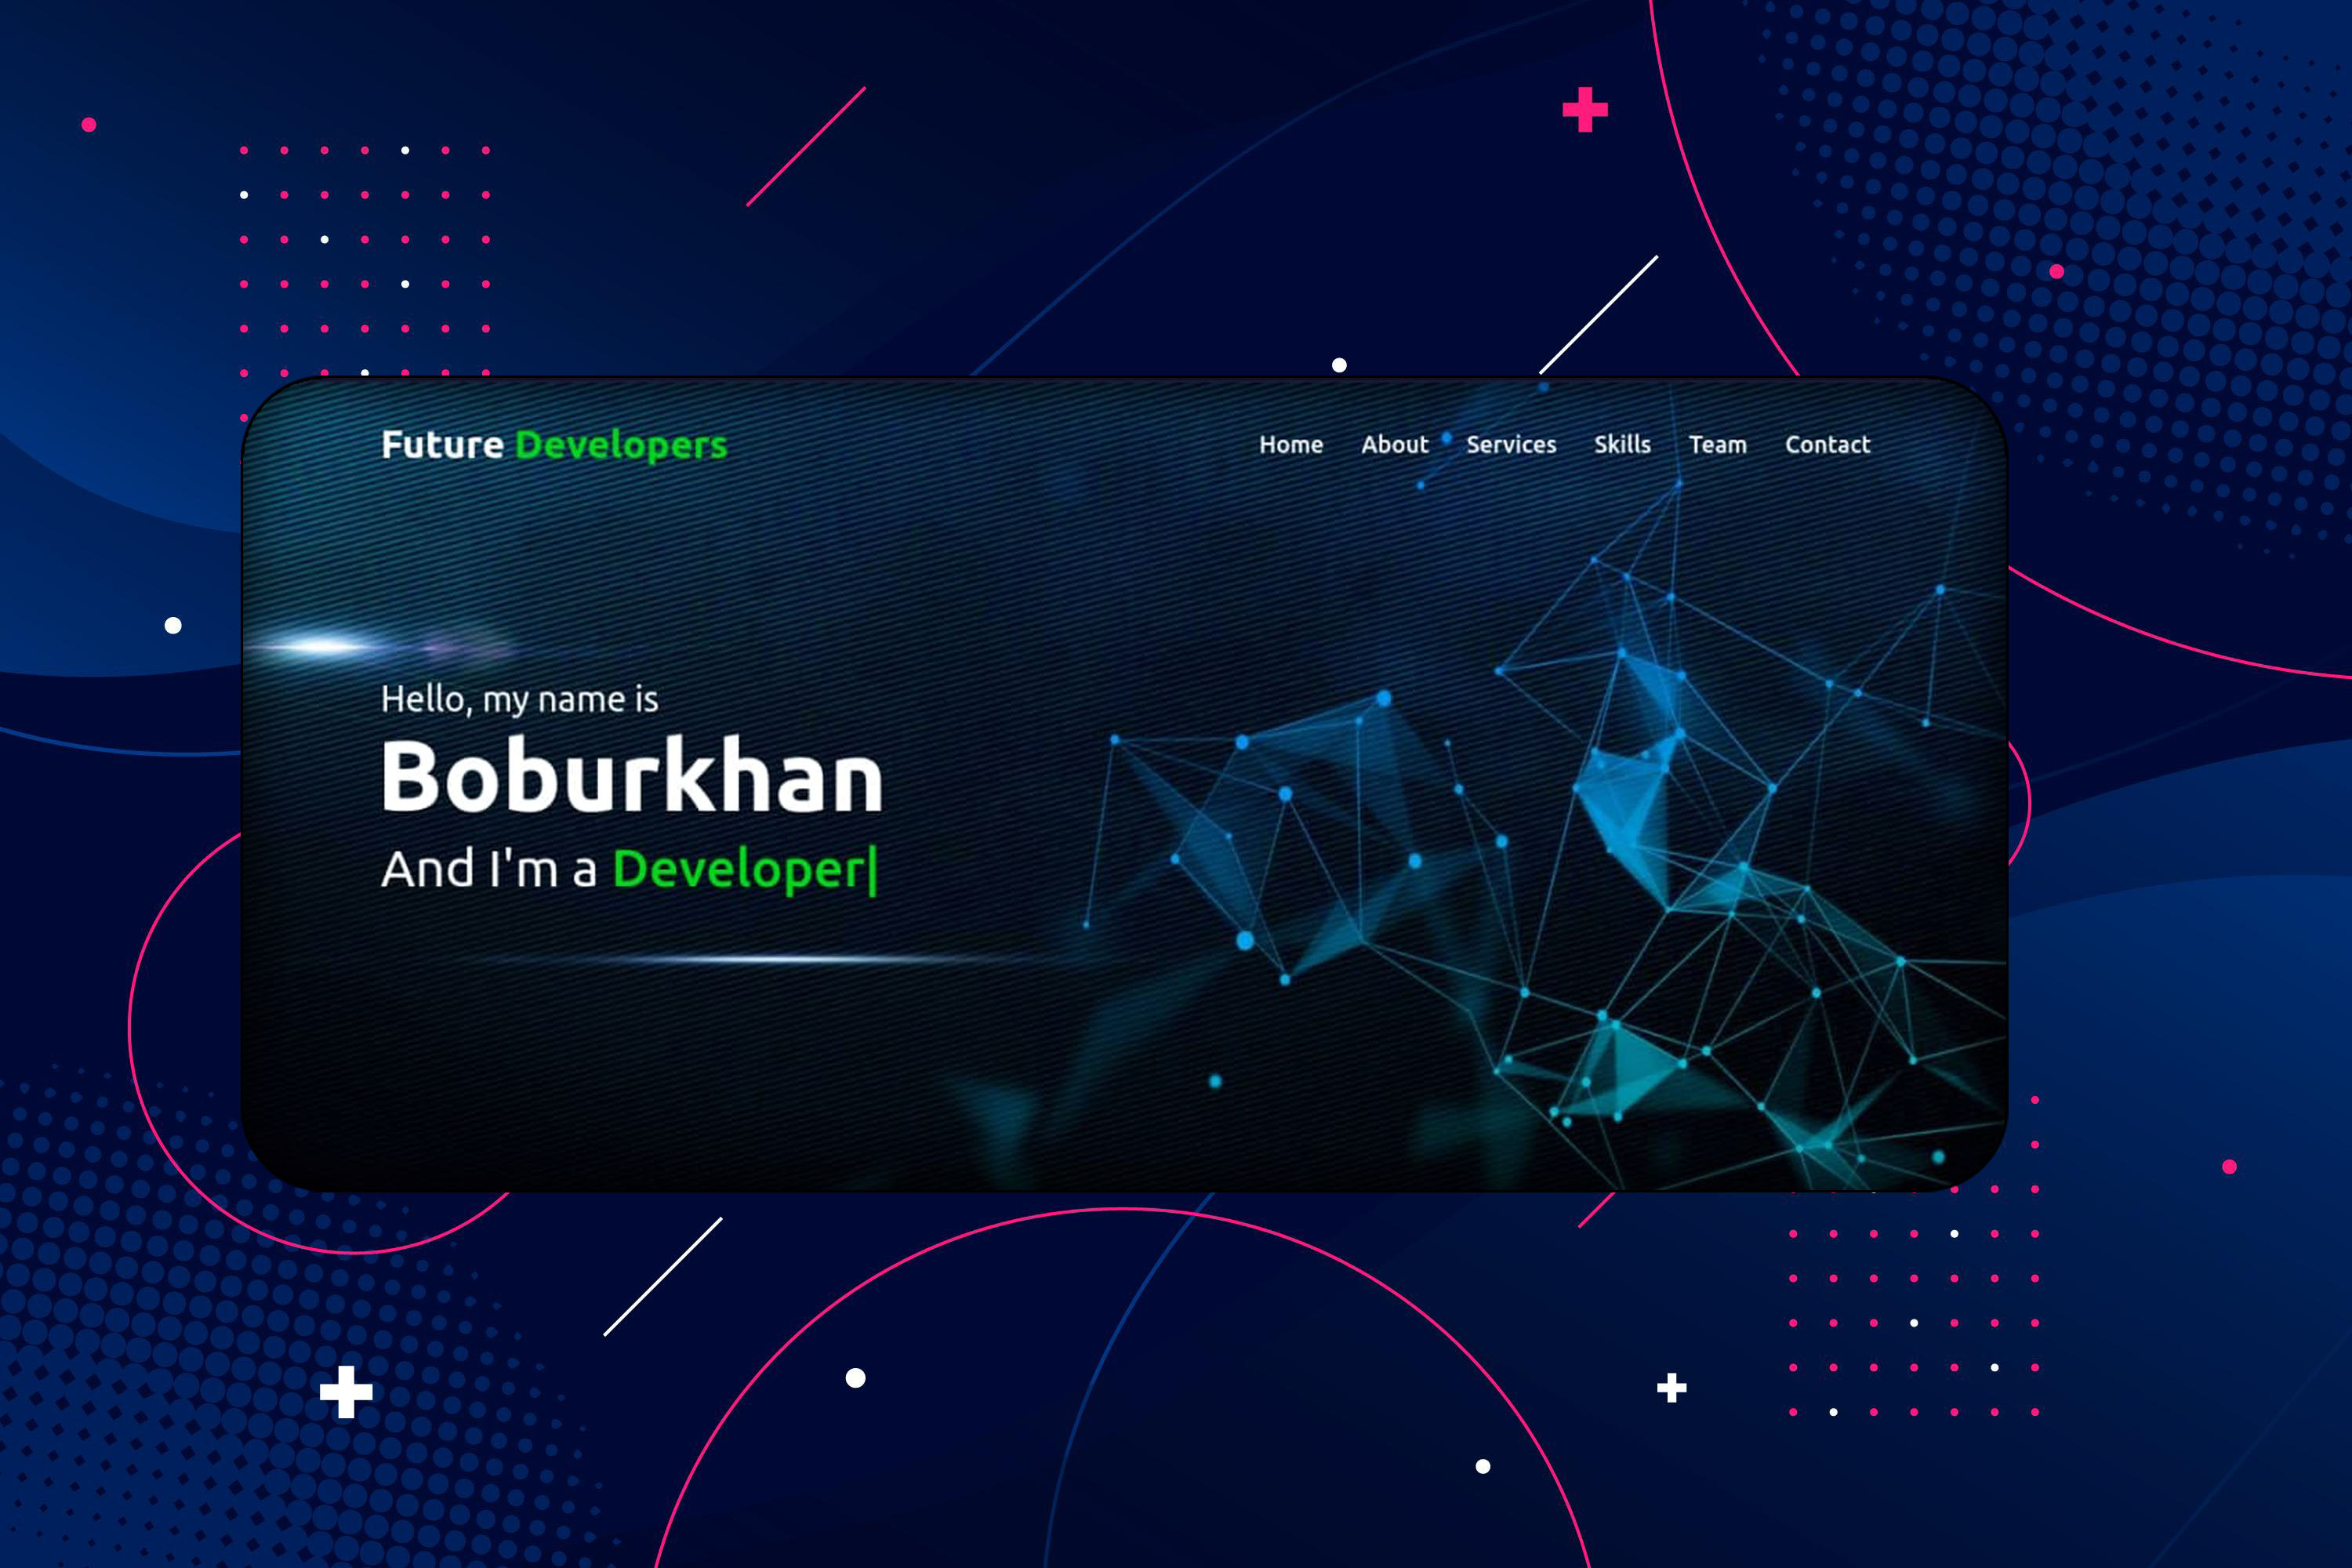 Future Developers
Home About Services Skills Team Contact
Hello, my name is
Boburkhan
And I'm a Developer|